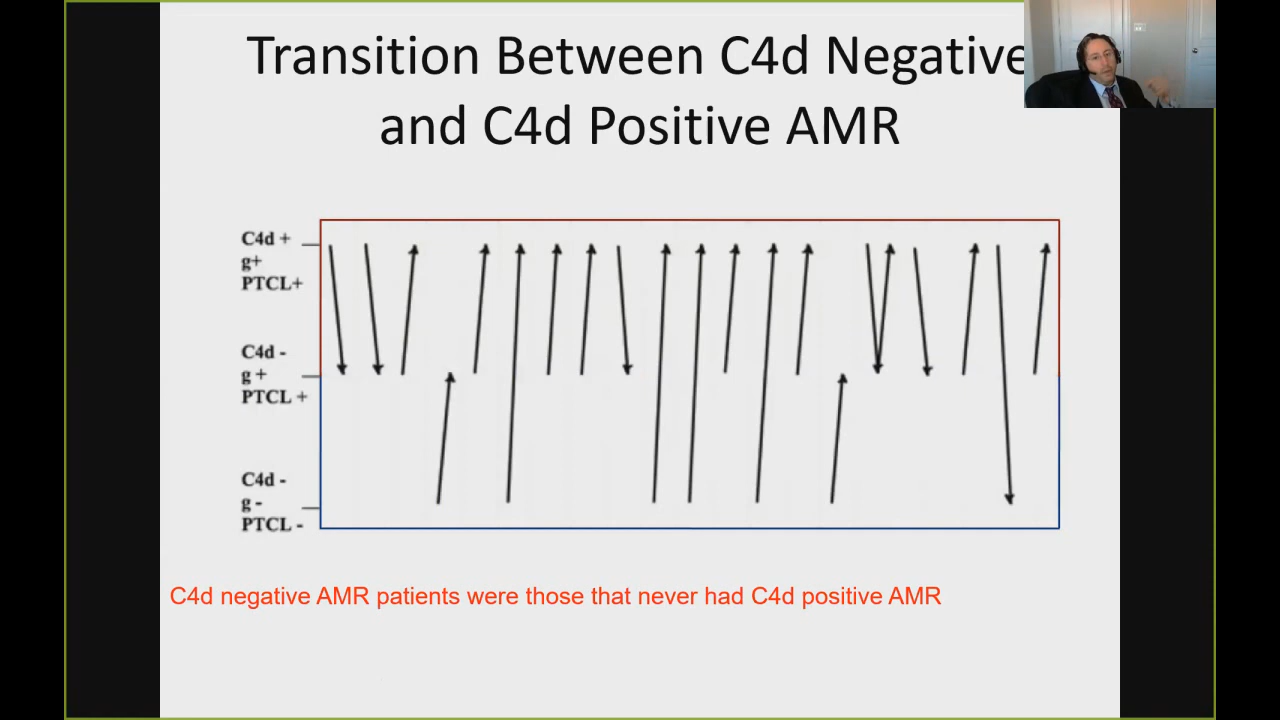 Transition Between C4d Negative
and C4d Positive AMR
C4d +
g+
PTCL+
C4d -
g+
PTCL +
C4d -
g-
PTCL -
C4d negative AMR patients were those that never had C4d positive AMR